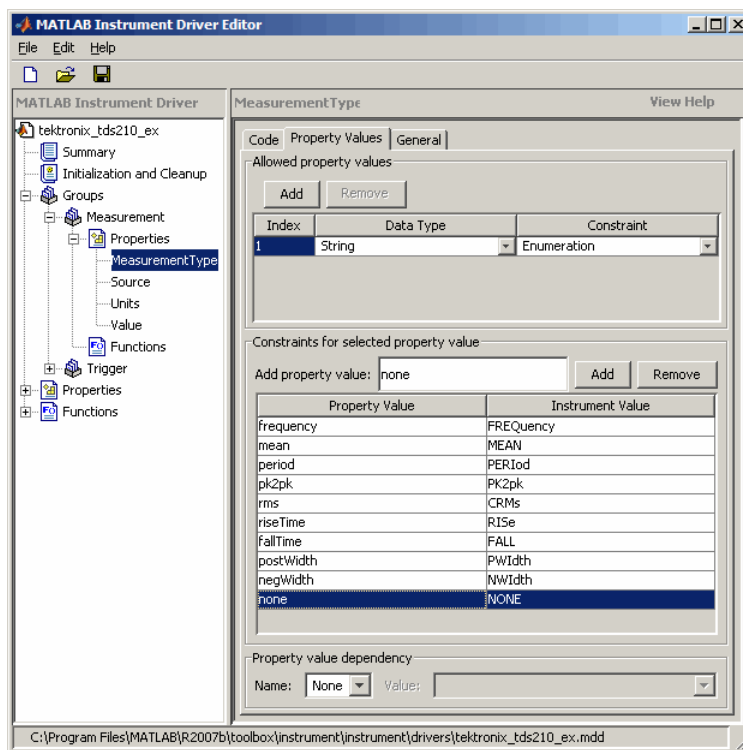 MATLAB Instrument Driver Editor
File Edit Help
MATLAB Instrument Driver
MeasurementType View Help
tektronix_tds210_ex
Summary
Initialization and Cleanup
Groups
Measurement
Properties
MeasurementType
Source
Units
Value
Functions
Trigger
Properties
Functions
Code Property Values General
Allowed property values
Add Remove
Index Data Type Constraint
1 String Enumeration
Constraints for selected property value
Add property value: none Add Remove
Property Value Instrument Value
frequency FREQuency
mean MEAN
period PERIod
pk2pk PK2pk
rms CRMs
riseTime RISe
fallTime FALL
postWidth PWIdth
negWidth NWIdth
none NONE
Property value dependency
Name: None Value:
C:\Program Files\MATLAB\R2007b\toolbox\instrument\instrument\drivers\tektronix_tds210_ex.mdd